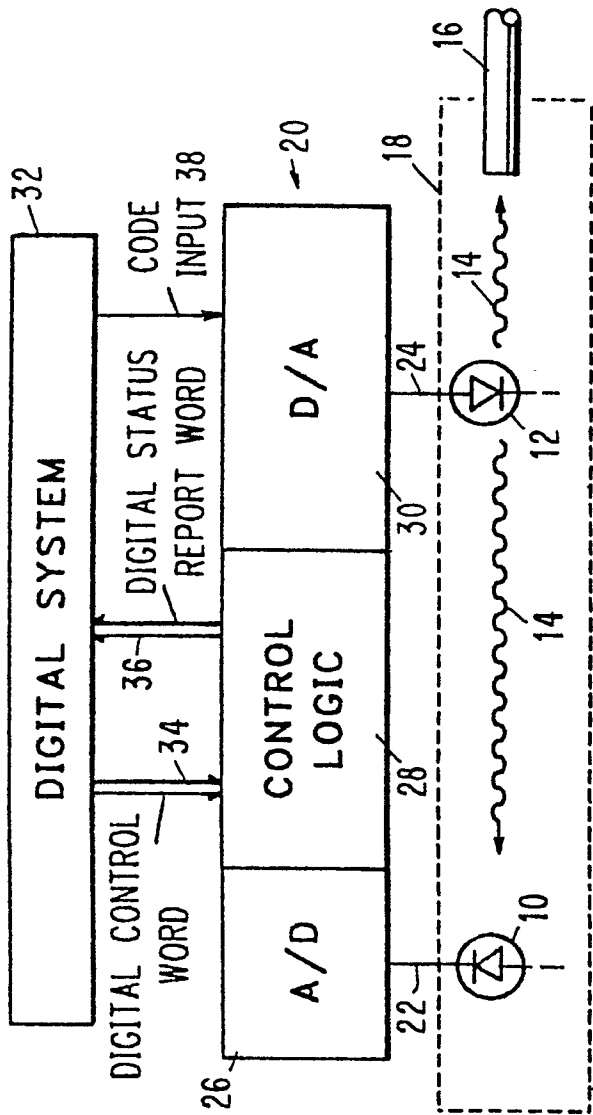 32
DIGITAL SYSTEM
DIGITAL CONTROL
WORD
34
36
DIGITAL STATUS
REPORT WORD
CODE
INPUT 38
20
26
A/D
CONTROL
LOGIC
D/A
28
30
22
24
18
16
10
14
12
14